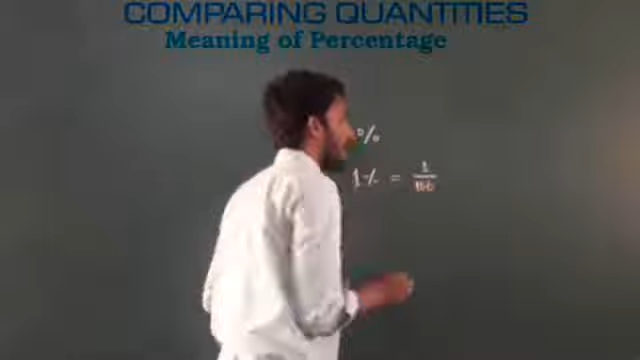 COMPARING QUANTITIES
Meaning of Percentage
%
1% = 1/100